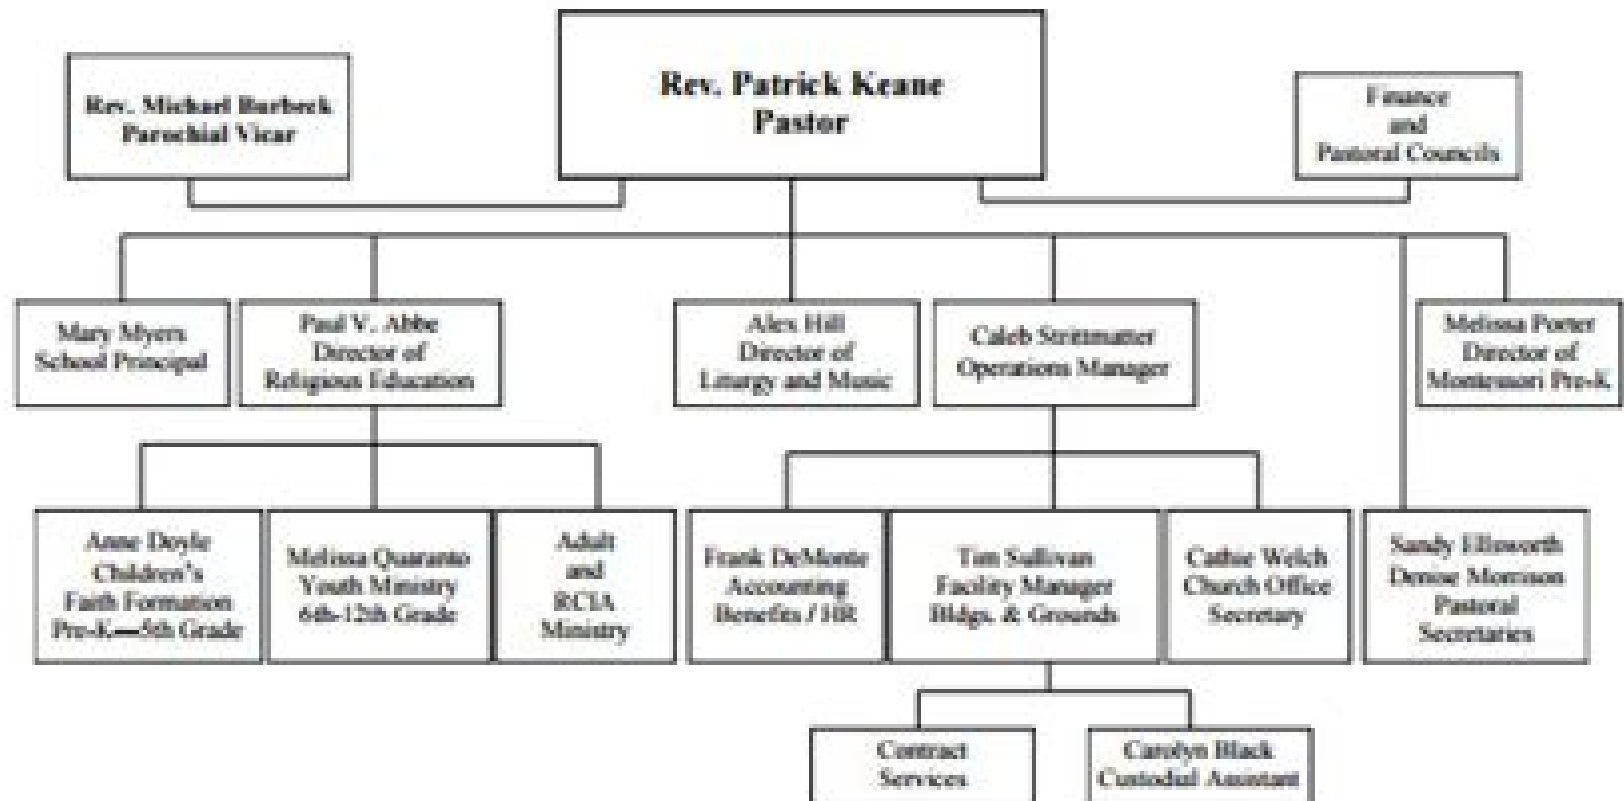 Rev. Patrick Keane
Pastor
Rev. Michael Burbeck
Parochial Vicar
Finance
and
Pastoral Councils
Mary Myers
School Principal
Paul V. Abbe
Director of
Religious Education
Alex Hill
Director of
Liturgy and Music
Caleb Strittmatter
Operations Manager
Melissa Porter
Director of
Montessori Pre-K
Anne Doyle
Children's
Faith Formation
Pre-K—5th Grade
Melissa Quaranto
Youth Ministry
6th-12th Grade
Adult
and
RCIA
Ministry
Frank DeMonte
Accounting
Benefits / HR
Tim Sullivan
Facility Manager
Bldgs. & Grounds
Cathie Welch
Church Office
Secretary
Sandy Ellsworth
Denise Morrison
Pastoral
Secretaries
Contract
Services
Carolyn Black
Custodial Assistant